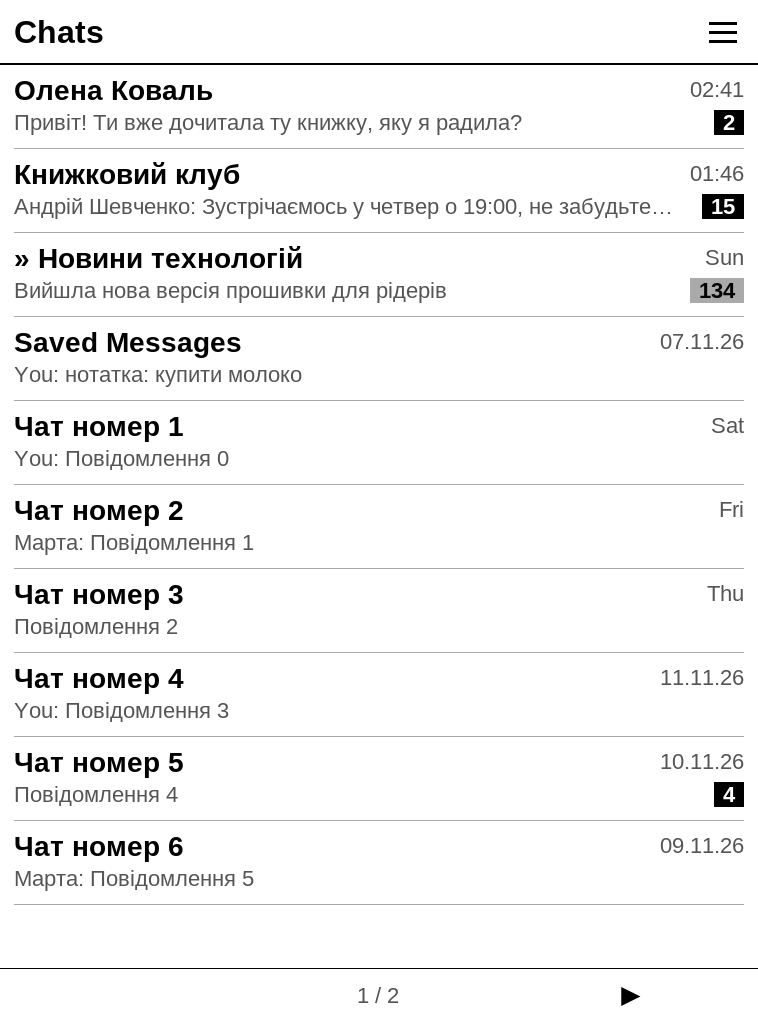 Chats
Олена Коваль 02:41
Привіт! Ти вже дочитала ту книжку, яку я радила? 2
Книжковий клуб 01:46
Андрій Шевченко: Зустрічаємось у четвер о 19:00, не забудьте… 15
» Новини технологій Sun
Вийшла нова версія прошивки для рідерів 134
Saved Messages 07.11.26
You: нотатка: купити молоко
Чат номер 1 Sat
You: Повідомлення 0
Чат номер 2 Fri
Марта: Повідомлення 1
Чат номер 3 Thu
Повідомлення 2
Чат номер 4 11.11.26
You: Повідомлення 3
Чат номер 5 10.11.26
Повідомлення 4 4
Чат номер 6 09.11.26
Марта: Повідомлення 5
1 / 2 ▶